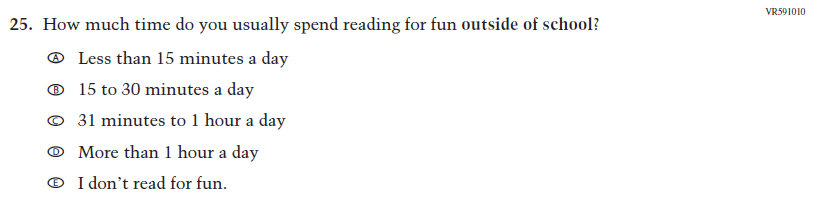 VR591010
25. How much time do you usually spend reading for fun outside of school?
Ⓐ Less than 15 minutes a day
Ⓑ 15 to 30 minutes a day
Ⓒ 31 minutes to 1 hour a day
Ⓓ More than 1 hour a day
Ⓔ I don’t read for fun.